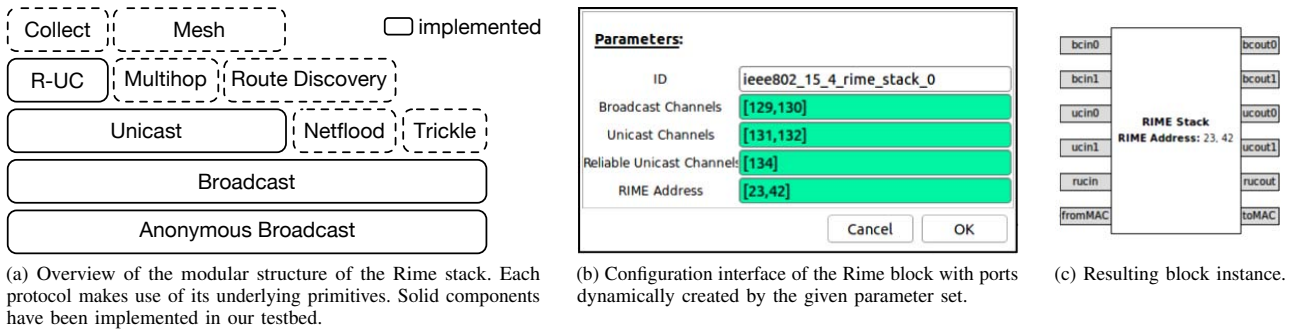 Collect
Mesh
implemented
R-UC
Multihop
Route Discovery
Unicast
Netflood
Trickle
Broadcast
Anonymous Broadcast
(a) Overview of the modular structure of the Rime stack. Each
protocol makes use of its underlying primitives. Solid components
have been implemented in our testbed.
Parameters:
ID
ieee802_15_4_rime_stack_0
Broadcast Channels
[129,130]
Unicast Channels
[131,132]
Reliable Unicast Channels
[134]
RIME Address
[23,42]
Cancel
OK
(b) Configuration interface of the Rime block with ports
dynamically created by the given parameter set.
bcin0
bcin1
ucin0
ucin1
rucin
fromMAC
RIME Stack
RIME Address: 23, 42
bcout0
bcout1
ucout0
ucout1
rucout
toMAC
(c) Resulting block instance.